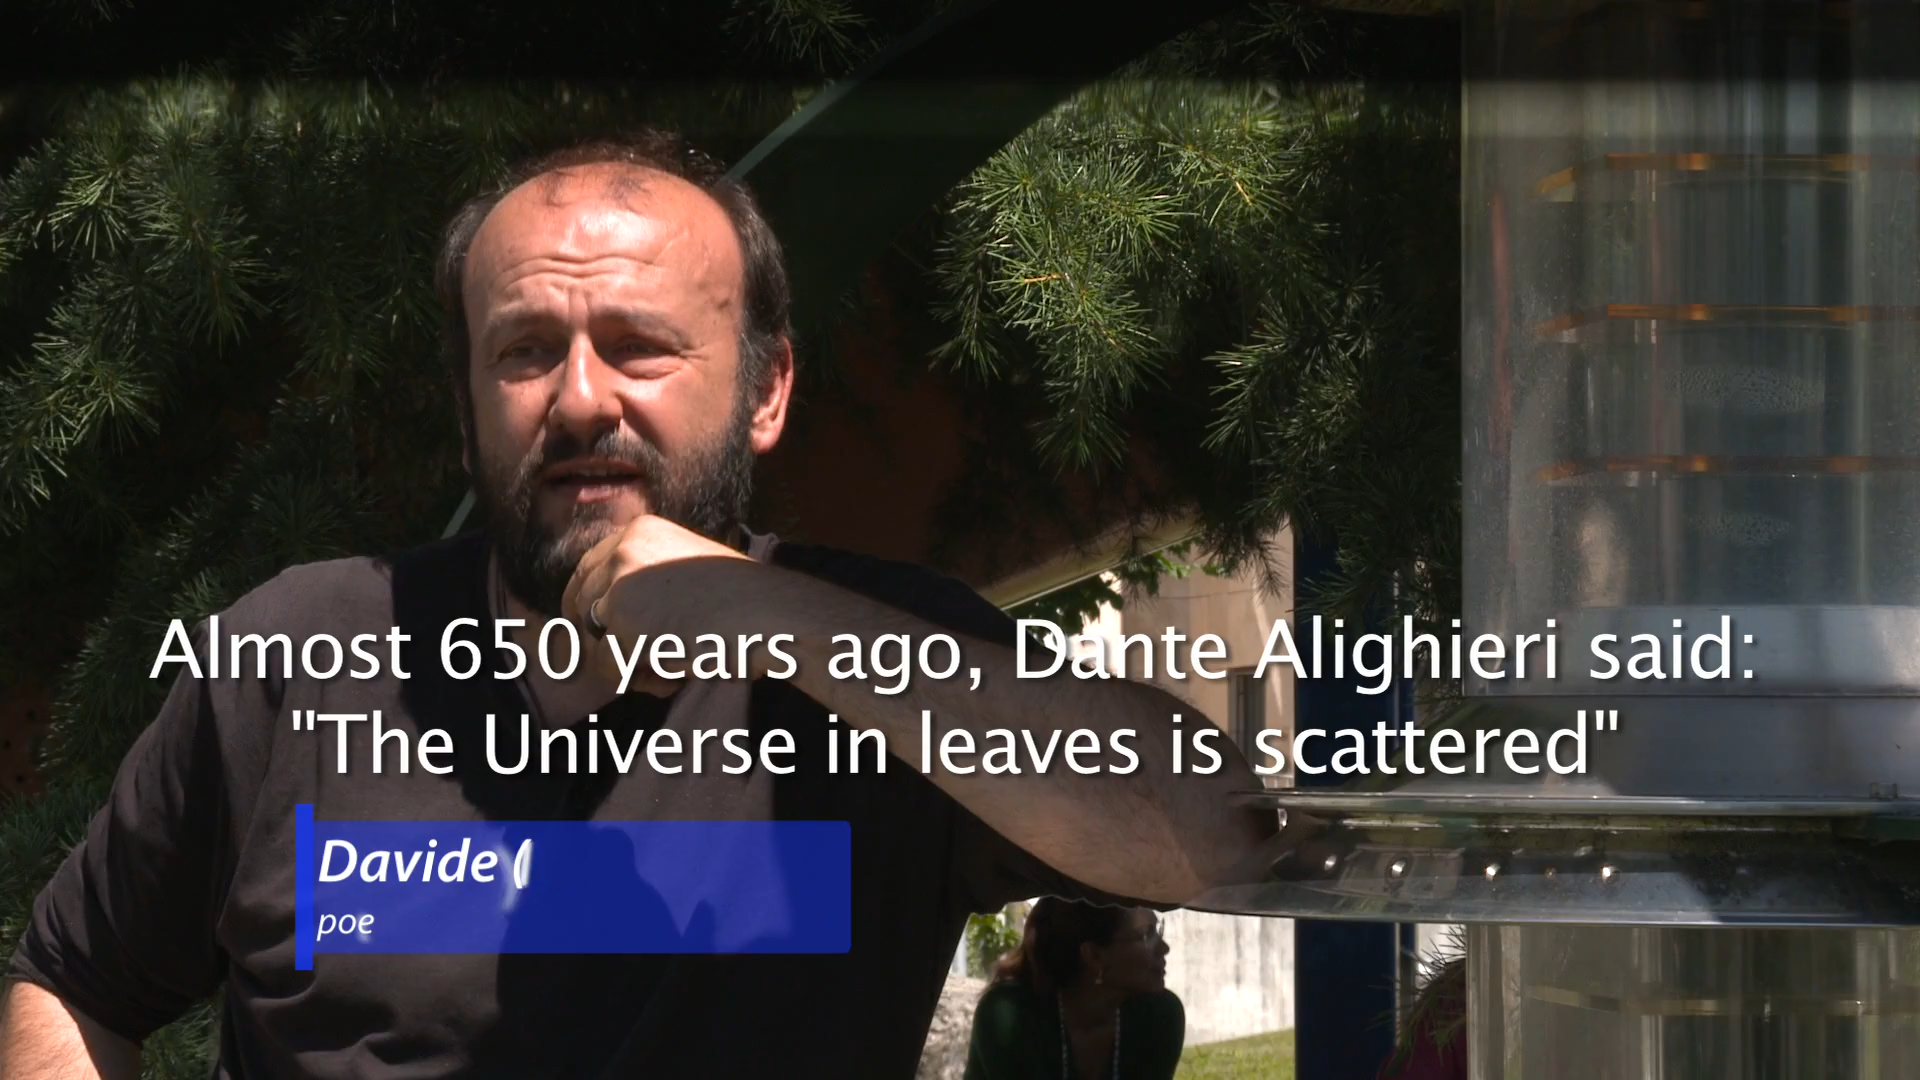 Almost 650 years ago, Dante Alighieri said:
"The Universe in leaves is scattered"
Davide (
poe